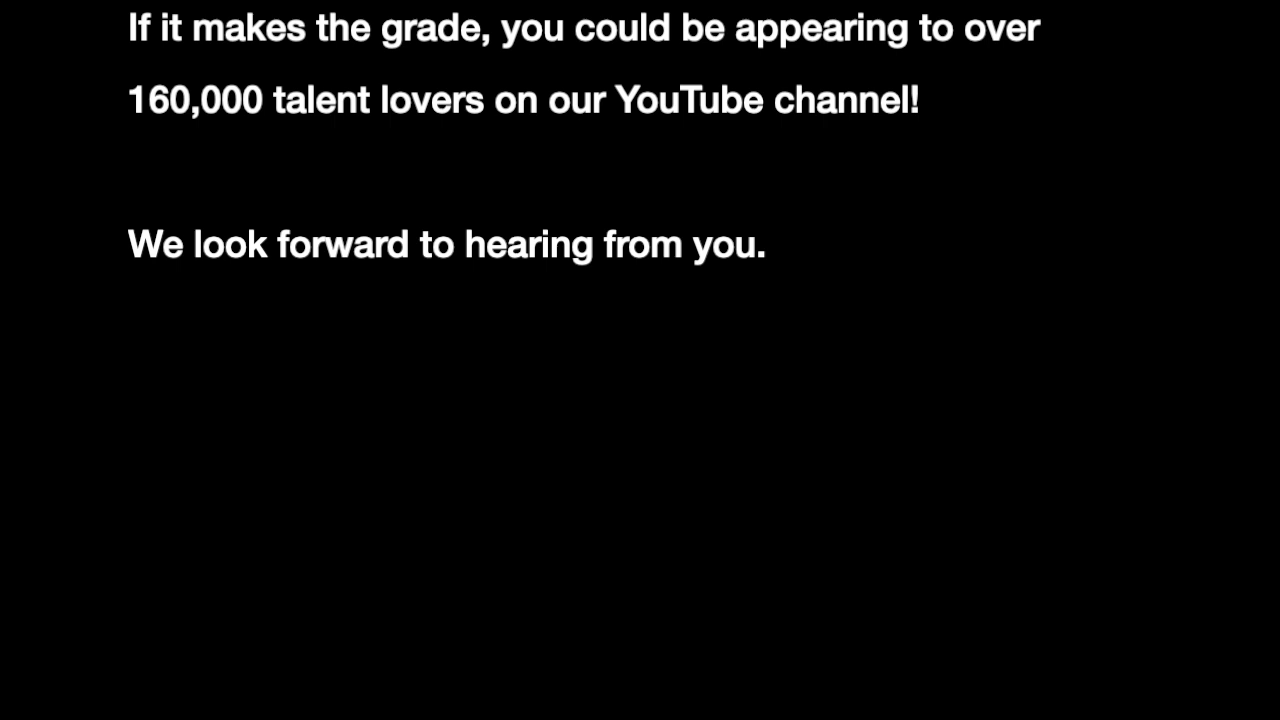 If it makes the grade, you could be appearing to over
160,000 talent lovers on our YouTube channel!
We look forward to hearing from you.